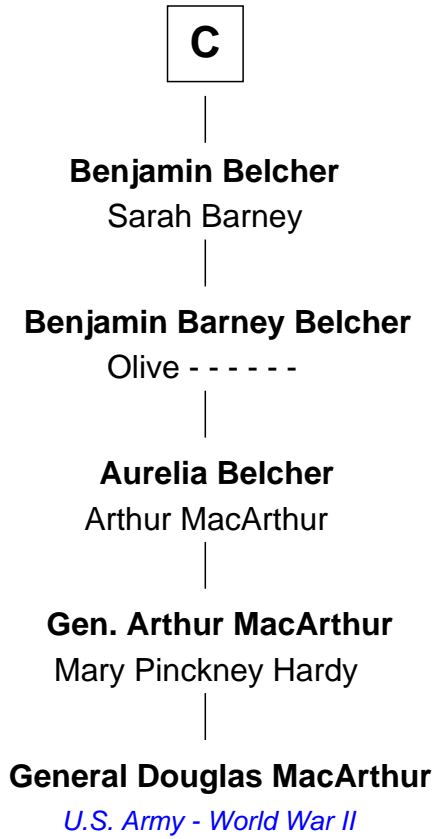 C
Benjamin Belcher
Sarah Barney
Benjamin Barney Belcher
Olive - - - - - -
Aurelia Belcher
Arthur MacArthur
Gen. Arthur MacArthur
Mary Pinckney Hardy
General Douglas MacArthur
U.S. Army - World War II